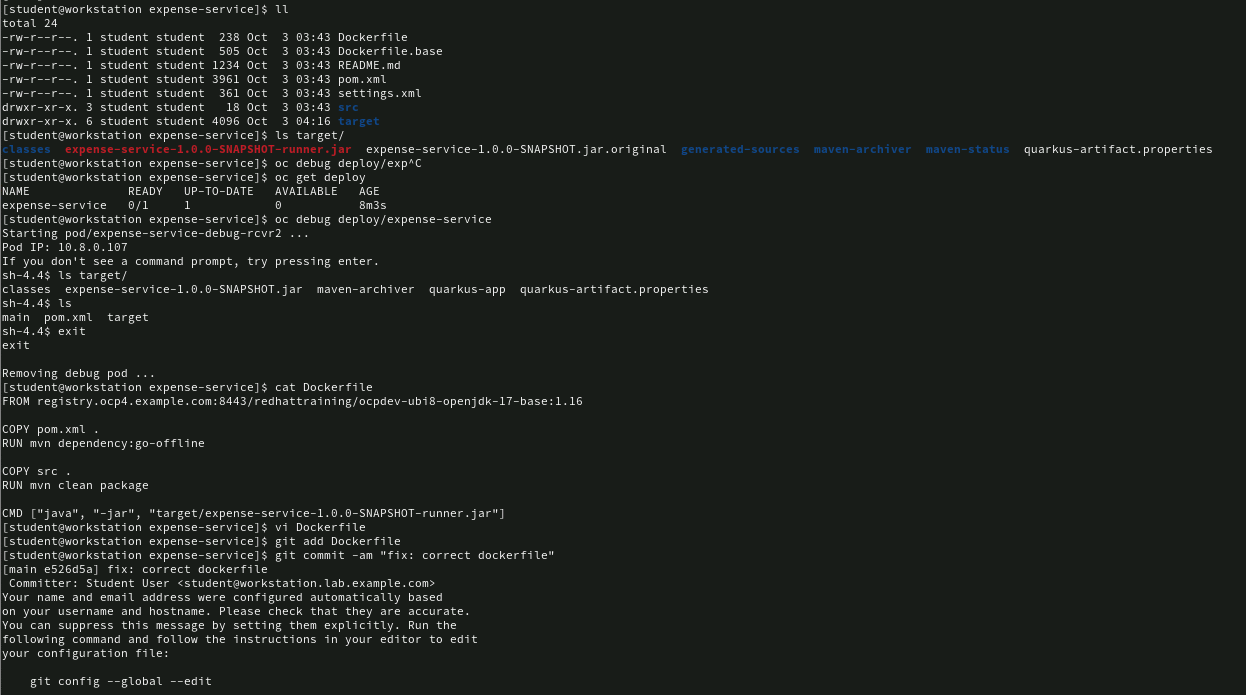 [student@workstation expense-service]$ ll
total 24
-rw-r--r--. 1 student student  238 Oct  3 03:43 Dockerfile
-rw-r--r--. 1 student student  505 Oct  3 03:43 Dockerfile.base
-rw-r--r--. 1 student student 1234 Oct  3 03:43 README.md
-rw-r--r--. 1 student student 3961 Oct  3 03:43 pom.xml
-rw-r--r--. 1 student student  361 Oct  3 03:43 settings.xml
drwxr-xr-x. 3 student student   18 Oct  3 03:43 src
drwxr-xr-x. 6 student student 4096 Oct  3 04:16 target
[student@workstation expense-service]$ ls target/
classes  expense-service-1.0.0-SNAPSHOT-runner.jar  expense-service-1.0.0-SNAPSHOT.jar.original  generated-sources  maven-archiver  maven-status  quarkus-artifact.properties
[student@workstation expense-service]$ oc debug deploy/exp^C
[student@workstation expense-service]$ oc get deploy
NAME              READY   UP-TO-DATE   AVAILABLE   AGE
expense-service   0/1     1            0           8m3s
[student@workstation expense-service]$ oc debug deploy/expense-service
Starting pod/expense-service-debug-rcvr2 ...
Pod IP: 10.8.0.107
If you don't see a command prompt, try pressing enter.
sh-4.4$ ls target/
classes  expense-service-1.0.0-SNAPSHOT.jar  maven-archiver  quarkus-app  quarkus-artifact.properties
sh-4.4$ ls
main  pom.xml  target
sh-4.4$ exit
exit

Removing debug pod ...
[student@workstation expense-service]$ cat Dockerfile
FROM registry.ocp4.example.com:8443/redhattraining/ocpdev-ubi8-openjdk-17-base:1.16

COPY pom.xml .
RUN mvn dependency:go-offline

COPY src .
RUN mvn clean package

CMD ["java", "-jar", "target/expense-service-1.0.0-SNAPSHOT-runner.jar"]
[student@workstation expense-service]$ vi Dockerfile
[student@workstation expense-service]$ git add Dockerfile
[student@workstation expense-service]$ git commit -am "fix: correct dockerfile"
[main e526d5a] fix: correct dockerfile
 Committer: Student User <student@workstation.lab.example.com>
Your name and email address were configured automatically based
on your username and hostname. Please check that they are accurate.
You can suppress this message by setting them explicitly. Run the
following command and follow the instructions in your editor to edit
your configuration file:

    git config --global --edit